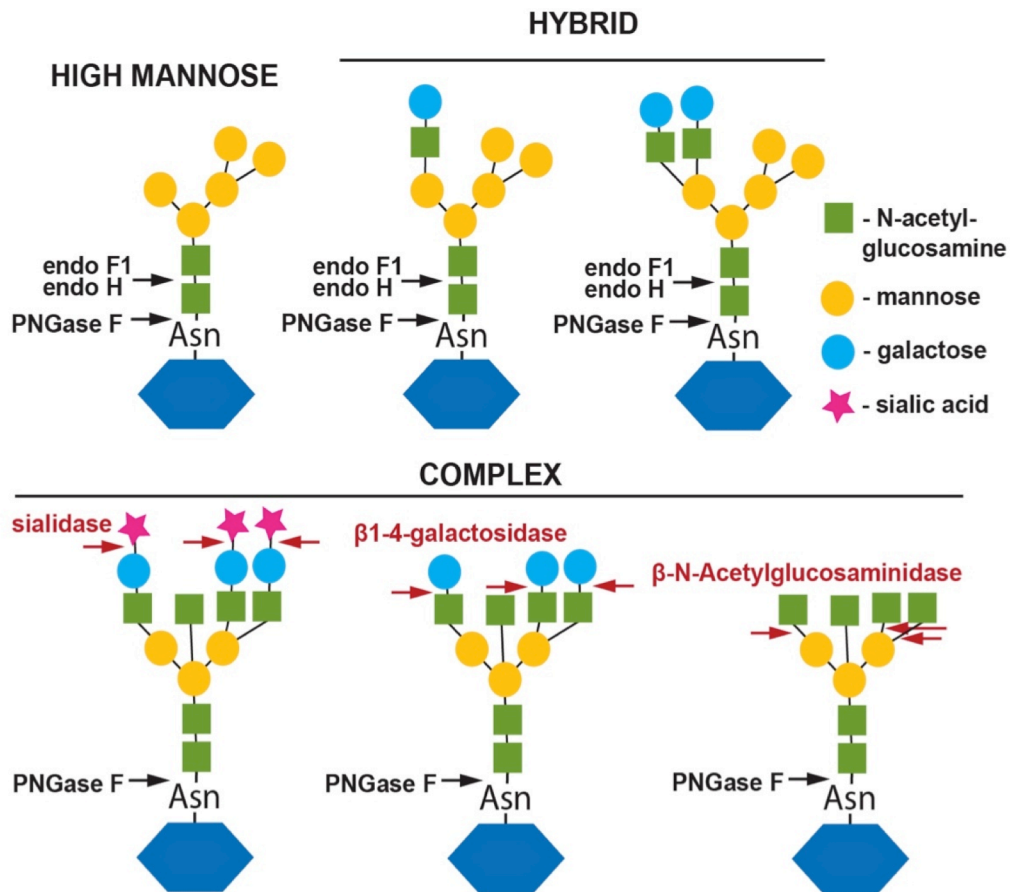 HYBRID
HIGH MANNOSE
endo F1
endo H
PNGase F
Asn
endo F1
endo H
PNGase F
Asn
endo F1
endo H
PNGase F
Asn
- N-acetyl-
glucosamine
- mannose
- galactose
- sialic acid
COMPLEX
sialidase
β1-4-galactosidase
β-N-Acetylglucosaminidase
PNGase F
Asn
PNGase F
Asn
PNGase F
Asn